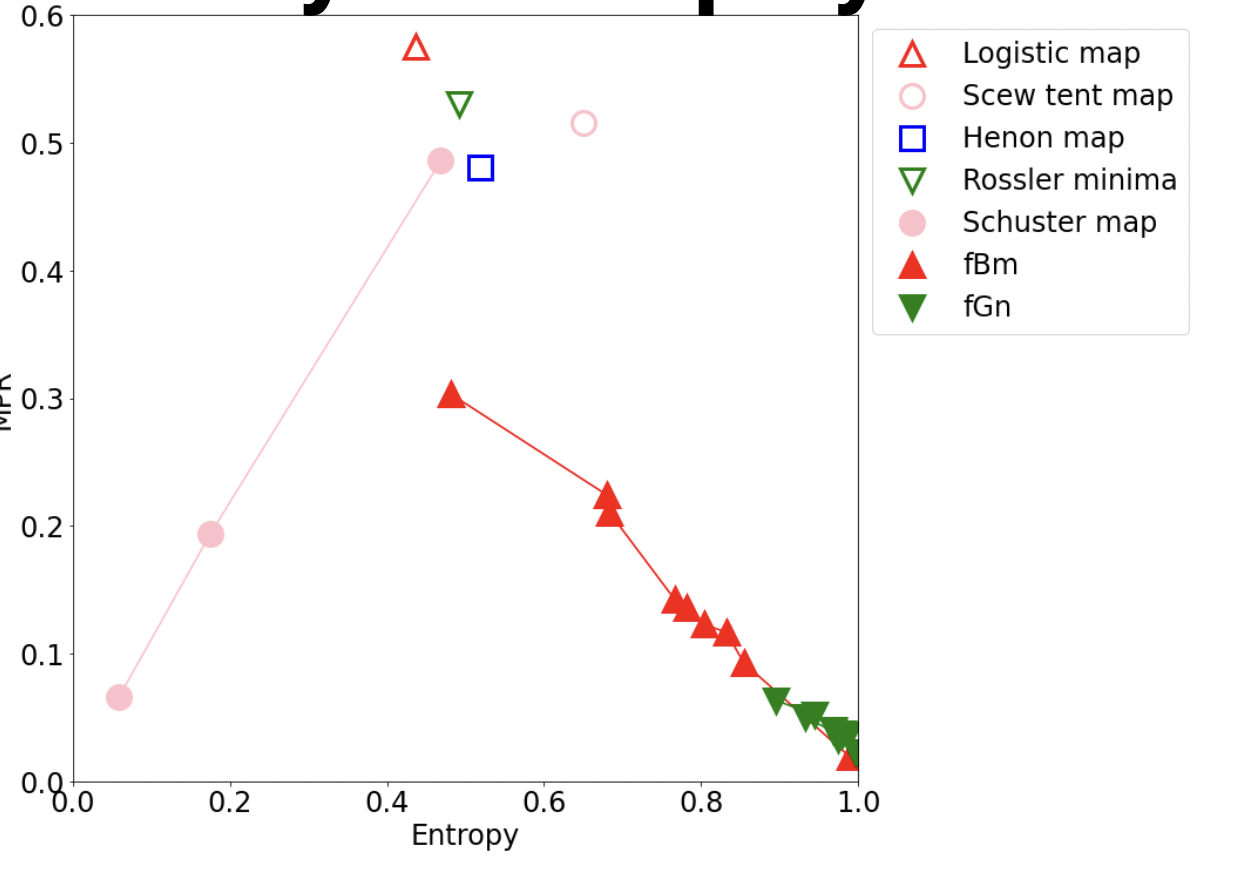 0.6
0.5
0.4
0.3
0.2
0.1
0.0
MPR
0.0 0.2 0.4 0.6 0.8 1.0
Entropy
Logistic map
Scew tent map
Henon map
Rossler minima
Schuster map
fBm
fGn